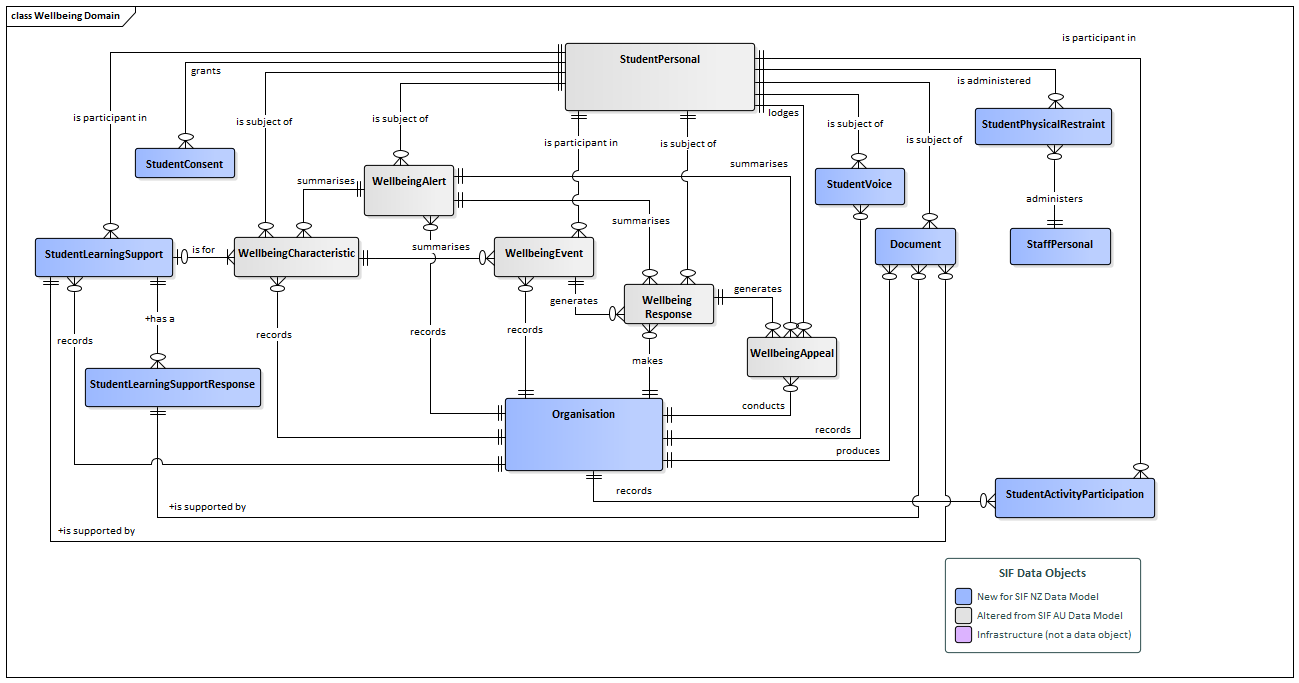 class Wellbeing Domain
is participant in
StudentPersonal
grants
is administered
lodges
is participant in
is subject of
is subject of
is participant in
is subject of
is subject of
is subject of
StudentPhysicalRestraint
StudentConsent
summarises
WellbeingAlert
summarises
StudentVoice
administers
summarises
StudentLearningSupport
is for
WellbeingCharacteristic
summarises
WellbeingEvent
Document
StaffPersonal
generates
Wellbeing
Response
generates
+has a
records
records
records
records
makes
WellbeingAppeal
StudentLearningSupportResponse
conducts
Organisation
records
produces
records
StudentActivityParticipation
+is supported by
+is supported by
SIF Data Objects
New for SIF NZ Data Model
Altered from SIF AU Data Model
Infrastructure (not a data object)